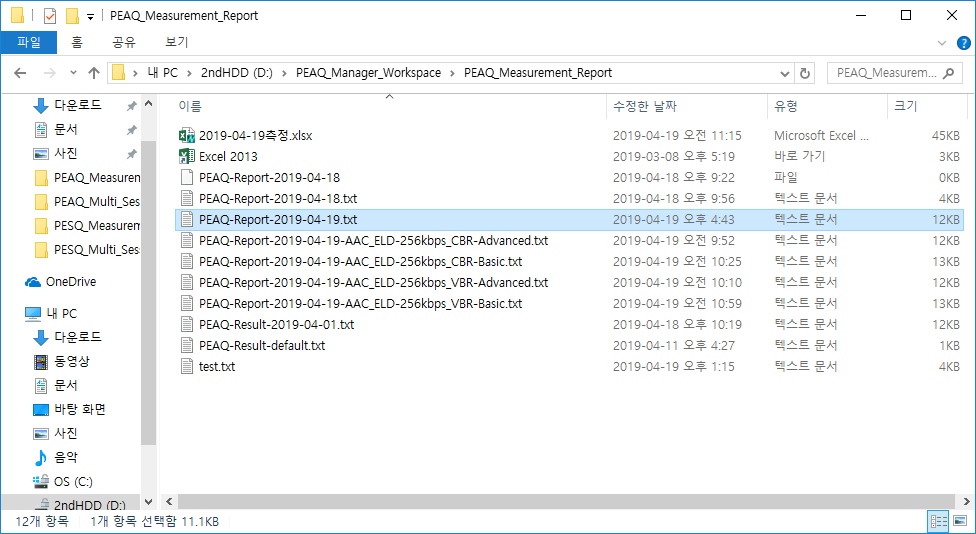 PEAQ_Measurement_Report
파일 홈 공유 보기
내 PC 2ndHDD (D:) PEAQ_Manager_Workspace PEAQ_Measurement_Report PEAQ_Measurem...
다운로드
문서
사진
PEAQ_Measuremen
PEAQ_Multi_Ses
PESQ_Measurem
PESQ_Multi_Ses
OneDrive
내 PC
다운로드
동영상
문서
바탕 화면
사진
음악
OS (C:)
2ndHDD (D:)
이름 수정한 날짜 유형 크기
2019-04-19측정.xlsx 2019-04-19 오전 11:15 Microsoft Excel ... 45KB
Excel 2013 2019-03-08 오후 5:19 바로 가기 3KB
PEAQ-Report-2019-04-18 2019-04-18 오후 9:22 파일 0KB
PEAQ-Report-2019-04-18.txt 2019-04-18 오후 9:56 텍스트 문서 4KB
PEAQ-Report-2019-04-19.txt 2019-04-19 오후 4:43 텍스트 문서 12KB
PEAQ-Report-2019-04-19-AAC_ELD-256kbps_CBR-Advanced.txt 2019-04-19 오전 9:52 텍스트 문서 12KB
PEAQ-Report-2019-04-19-AAC_ELD-256kbps_CBR-Basic.txt 2019-04-19 오전 10:25 텍스트 문서 13KB
PEAQ-Report-2019-04-19-AAC_ELD-256kbps_VBR-Advanced.txt 2019-04-19 오전 10:10 텍스트 문서 12KB
PEAQ-Report-2019-04-19-AAC_ELD-256kbps_VBR-Basic.txt 2019-04-19 오전 10:59 텍스트 문서 13KB
PEAQ-Result-2019-04-01.txt 2019-04-18 오후 10:19 텍스트 문서 12KB
PEAQ-Result-default.txt 2019-04-11 오후 4:27 텍스트 문서 1KB
test.txt 2019-04-19 오후 1:15 텍스트 문서 4KB
12개 항목 1개 항목 선택함 11.1KB